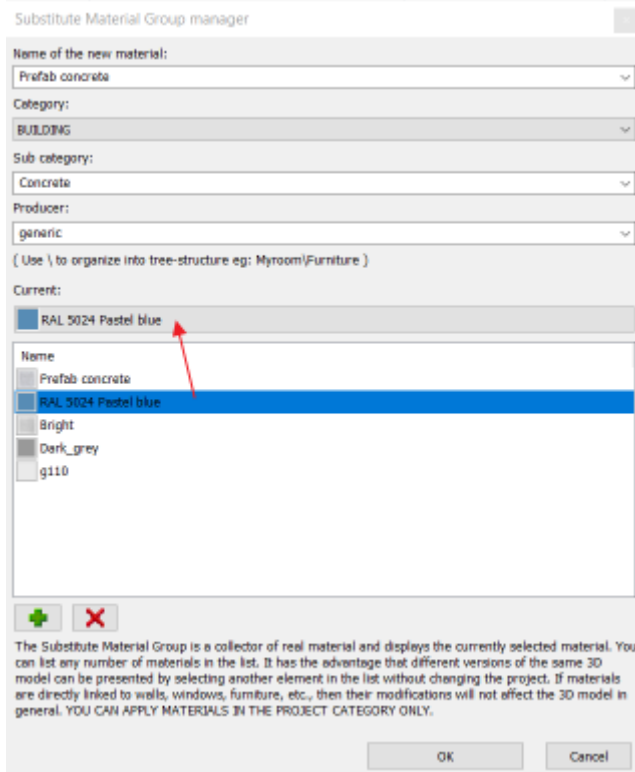 Substitute Material Group manager
Name of the new material:
Prefab concrete
Category:
BUILDING
Sub category:
Concrete
Producer:
generic
( Use \ to organize into tree-structure eg: Myroom\Furniture )
Current:
RAL 5024 Pastel blue
Name
Prefab concrete
RAL 5024 Pastel blue
Bright
Dark_grey
g110
The Substitute Material Group is a collector of real material and displays the currently selected material. You
can list any number of materials in the list. It has the advantage that different versions of the same 3D
model can be presented by selecting another element in the list without changing the project. If materials
are directly linked to walls, windows, furniture, etc., then their modifications will not affect the 3D model in
general. YOU CAN APPLY MATERIALS IN THE PROJECT CATEGORY ONLY.
OK
Cancel